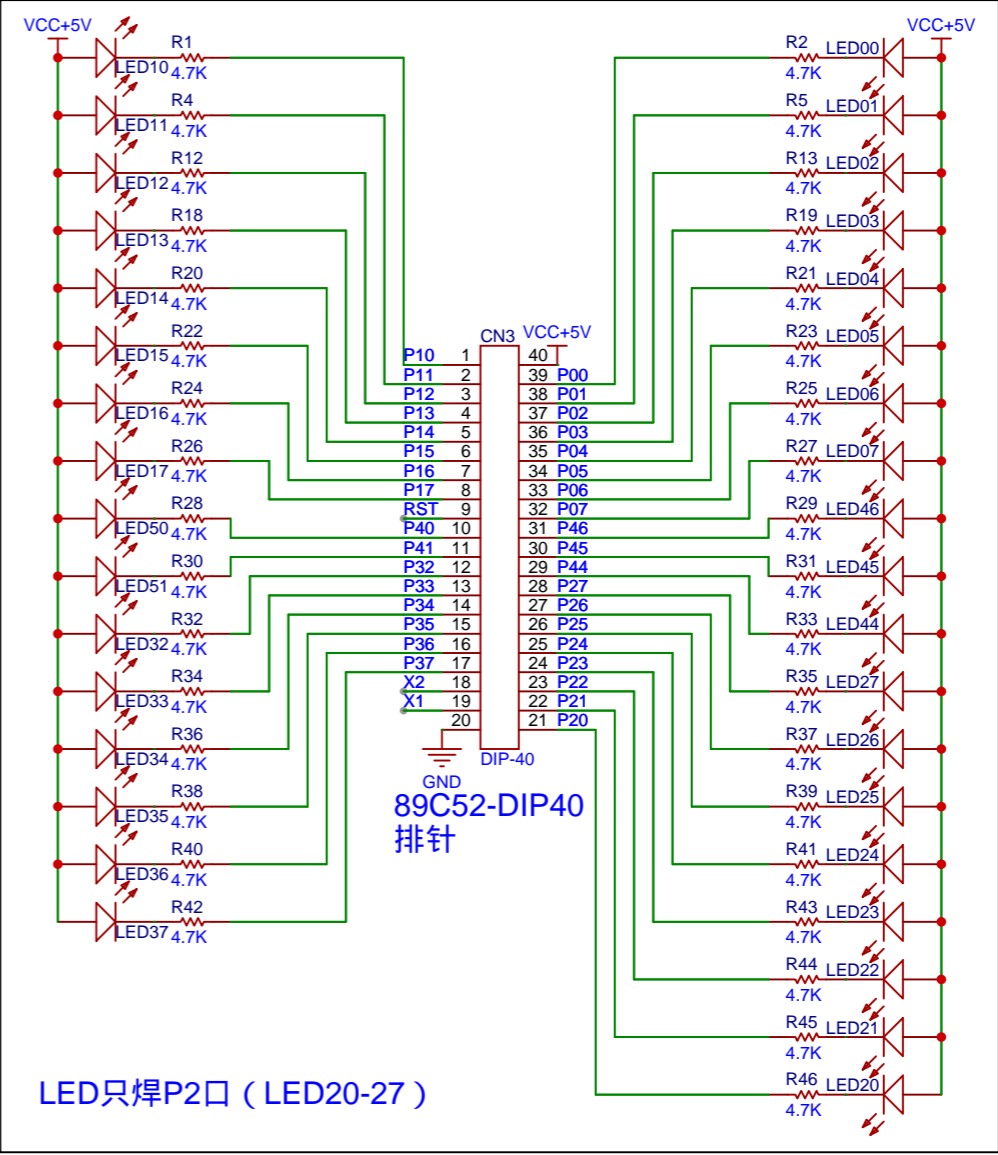 VCC+5V
LED10
R1
4.7K
LED11
R4
4.7K
LED12
R12
4.7K
LED13
R18
4.7K
LED14
R20
4.7K
LED15
R22
4.7K
LED16
R24
4.7K
LED17
R26
4.7K
LED50
R28
4.7K
LED51
R30
4.7K
LED32
R32
4.7K
LED33
R34
4.7K
LED34
R36
4.7K
LED35
R38
4.7K
LED36
R40
4.7K
LED37
R42
4.7K
CN3
VCC+5V
P10 1 40
P11 2 39 P00
P12 3 38 P01
P13 4 37 P02
P14 5 36 P03
P15 6 35 P04
P16 7 34 P05
P17 8 33 P06
RST 9 32 P07
P40 10 31 P46
P41 11 30 P45
P32 12 29 P44
P33 13 28 P27
P34 14 27 P26
P35 15 26 P25
P36 16 25 P24
P37 17 24 P23
X2 18 23 P22
X1 19 22 P21
20 21 P20
DIP-40
GND
89C52-DIP40
排针
VCC+5V
R2 LED00
4.7K
R5 LED01
4.7K
R13 LED02
4.7K
R19 LED03
4.7K
R21 LED04
4.7K
R23 LED05
4.7K
R25 LED06
4.7K
R27 LED07
4.7K
R29 LED46
4.7K
R31 LED45
4.7K
R33 LED44
4.7K
R35 LED27
4.7K
R37 LED26
4.7K
R39 LED25
4.7K
R41 LED24
4.7K
R43 LED23
4.7K
R44 LED22
4.7K
R45 LED21
4.7K
R46 LED20
4.7K
LED只焊P2口（LED20-27）